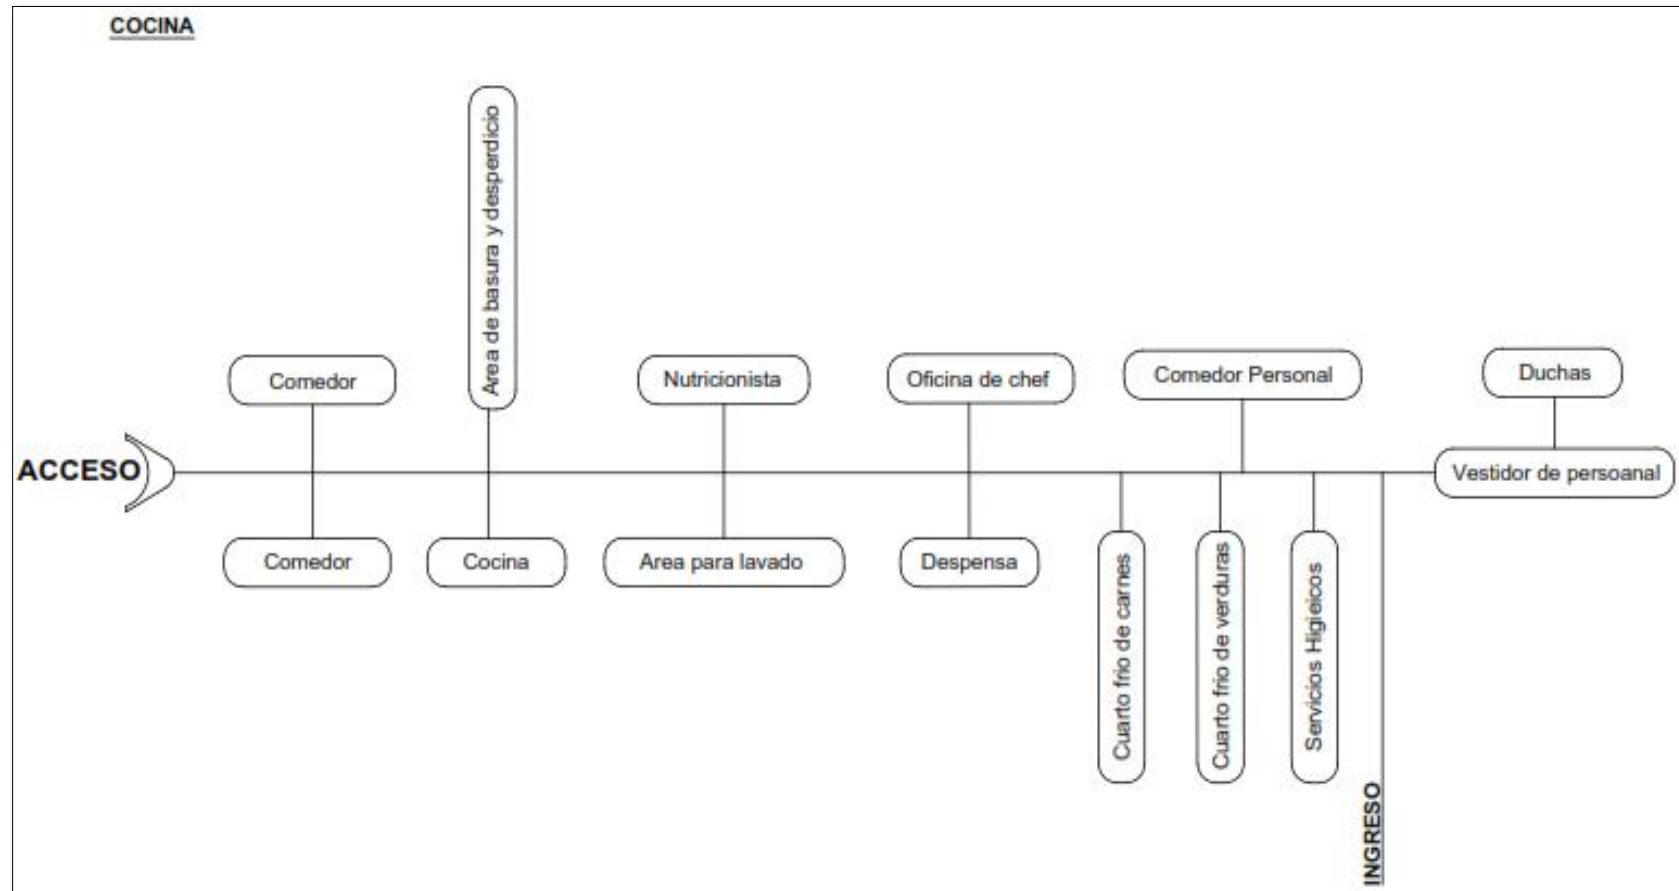 COCINA
Area de basura y desperdicio
Comedor
Nutricionista
Oficina de chef
Comedor Personal
Duchas
ACCESO
Vestidor de persoanal
Comedor
Cocina
Area para lavado
Despensa
Cuarto frio de carnes
Cuarto frio de verduras
Servicios Higieicos
INGRESO